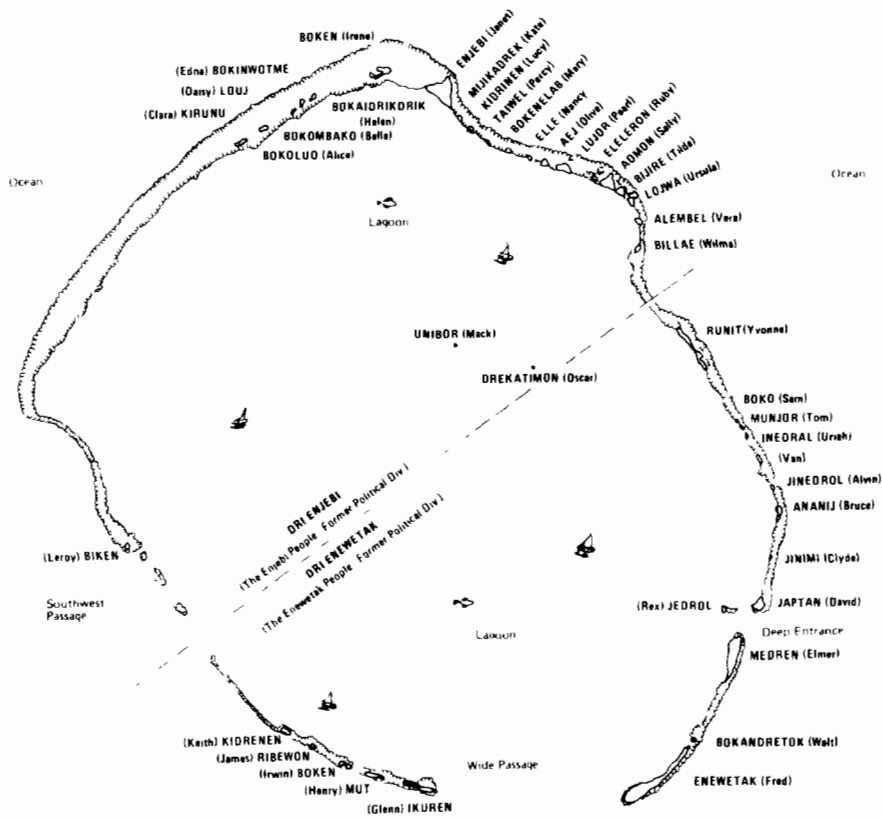 BOKEN (Irene)
ENJEBI (Janet)
MIJIKADREK (Kate)
KIDRINEN (Lucy)
TAIWEL (Percy)
BOKENELAB (Mary)
ELLE (Nancy
AEJ (Olive)
LUJOR (Pearl)
ELELERON (Ruby)
AOMON (Sally)
BIJIRE (Tilda)
LOJWA (Ursula)
ALEMBEL (Vera)
BILLAE (Wilma)
(Edna) BOKINWOTME
(Daisy) LOUJ
(Clara) KIRUNU
BOKAIDRIKDRIK
(Helen)
BOKOMBAKO (Belle)
BOKOLUO (Alice)
Ocean
Ocean
Lagoon
UNIBOR (Mack)
DREKATIMON (Oscar)
RUNIT(Yvonne)
BOKO (Sam)
MUNJOR (Tom)
INEDRAL (Uriah)
(Van)
JINEDROL (Alvin)
ANANIJ (Bruce)
JINIMI (Clyde)
JAPTAN (David)
(Rex) JEDROL
Deep Entrance
MEDREN (Elmer)
DRI ENJEBI
(The Enjebi People Former Political Div.)
DRI ENEWETAK
(The Enewetak People Former Political Div.)
(Leroy) BIKEN
Southwest
Passage
Lagoon
(Keith) KIDRENEN
(James) RIBEWON
(Irwin) BOKEN
(Henry) MUT
(Glenn) IKUREN
Wide Passage
BOKANDRETOK (Walt)
ENEWETAK (Fred)